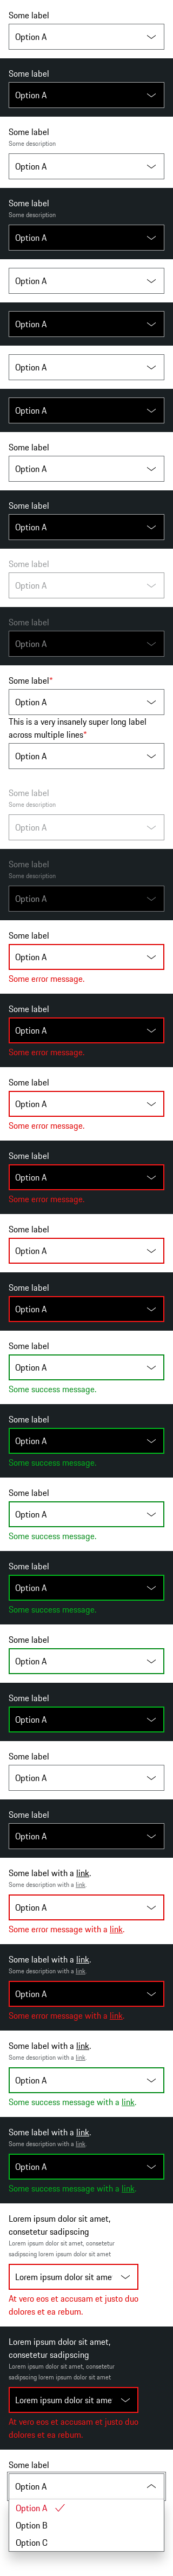 Some label
Option A
Some label
Option A
Some label
Some description
Option A
Some label
Some description
Option A
Option A
Option A
Option A
Option A
Some label
Option A
Some label
Option A
Some label
Option A
Some label
Option A
Some label*
Option A
This is a very insanely super long label
across multiple lines*
Option A
Some label
Some description
Option A
Some label
Some description
Option A
Some label
Option A
Some error message.
Some label
Option A
Some error message.
Some label
Option A
Some error message.
Some label
Option A
Some error message.
Some label
Option A
Some label
Option A
Some label
Option A
Some success message.
Some label
Option A
Some success message.
Some label
Option A
Some success message.
Some label
Option A
Some success message.
Some label
Option A
Some label
Option A
Some label
Option A
Some label
Option A
Some label with a link.
Some description with a link.
Option A
Some error message with a link.
Some label with a link.
Some description with a link.
Option A
Some error message with a link.
Some label with a link.
Some description with a link.
Option A
Some success message with a link.
Some label with a link.
Some description with a link.
Option A
Some success message with a link.
Lorem ipsum dolor sit amet,
consetetur sadipscing
Lorem ipsum dolor sit amet, consetetur
sadipscing lorem ipsum dolor sit amet
Lorem ipsum dolor sit ame
At vero eos et accusam et justo duo
dolores et ea rebum.
Lorem ipsum dolor sit amet,
consetetur sadipscing
Lorem ipsum dolor sit amet, consetetur
sadipscing lorem ipsum dolor sit amet
Lorem ipsum dolor sit ame
At vero eos et accusam et justo duo
dolores et ea rebum.
Some label
Option A
Option A
Option B
Option C